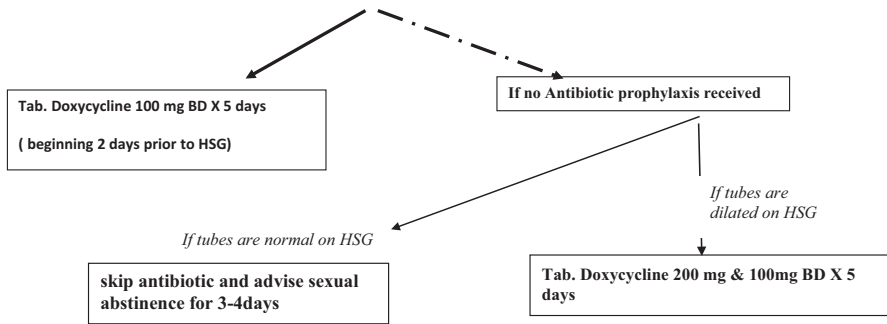 Tab. Doxycycline 100 mg BD X 5 days
( beginning 2 days prior to HSG)
If no Antibiotic prophylaxis received
If tubes are
dilated on HSG
If tubes are normal on HSG
skip antibiotic and advise sexual
abstinence for 3-4days
Tab. Doxycycline 200 mg & 100mg BD X 5
days